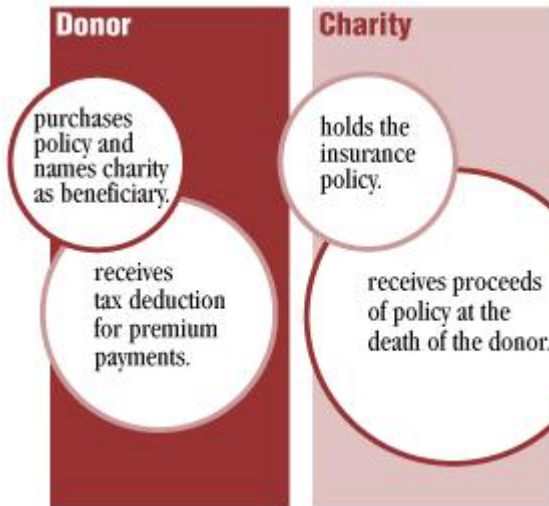 Donor
purchases
policy and
names charity
as beneficiary.
receives
tax deduction
for premium
payments.
Charity
holds the
insurance
policy.
receives proceeds
of policy at the
death of the donor.